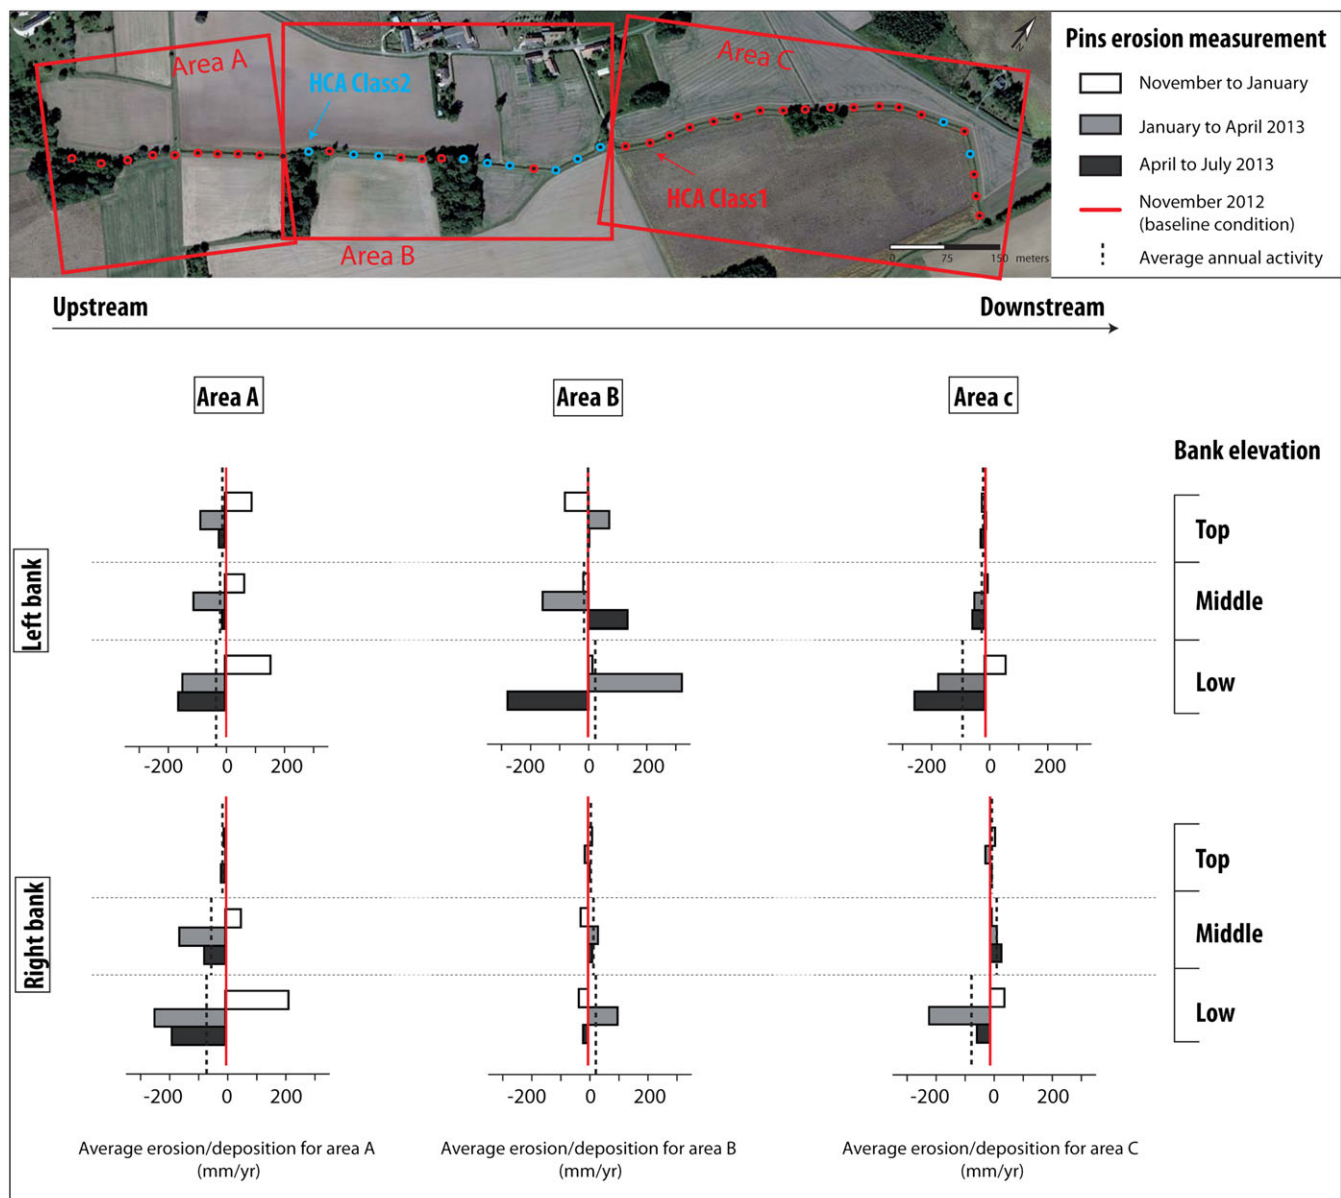 Area A
HCA Class2
Area B
Area C
HCA Class1
N
0 75 150 meters
Pins erosion measurement
November to January
January to April 2013
April to July 2013
November 2012
(baseline condition)
Average annual activity
Upstream
Downstream
Area A
Area B
Area c
Bank elevation
Left bank
Top
Middle
Low
-200 0 200
-200 0 200
-200 0 200
Right bank
Top
Middle
Low
-200 0 200
-200 0 200
-200 0 200
Average erosion/deposition for area A
(mm/yr)
Average erosion/deposition for area B
(mm/yr)
Average erosion/deposition for area C
(mm/yr)